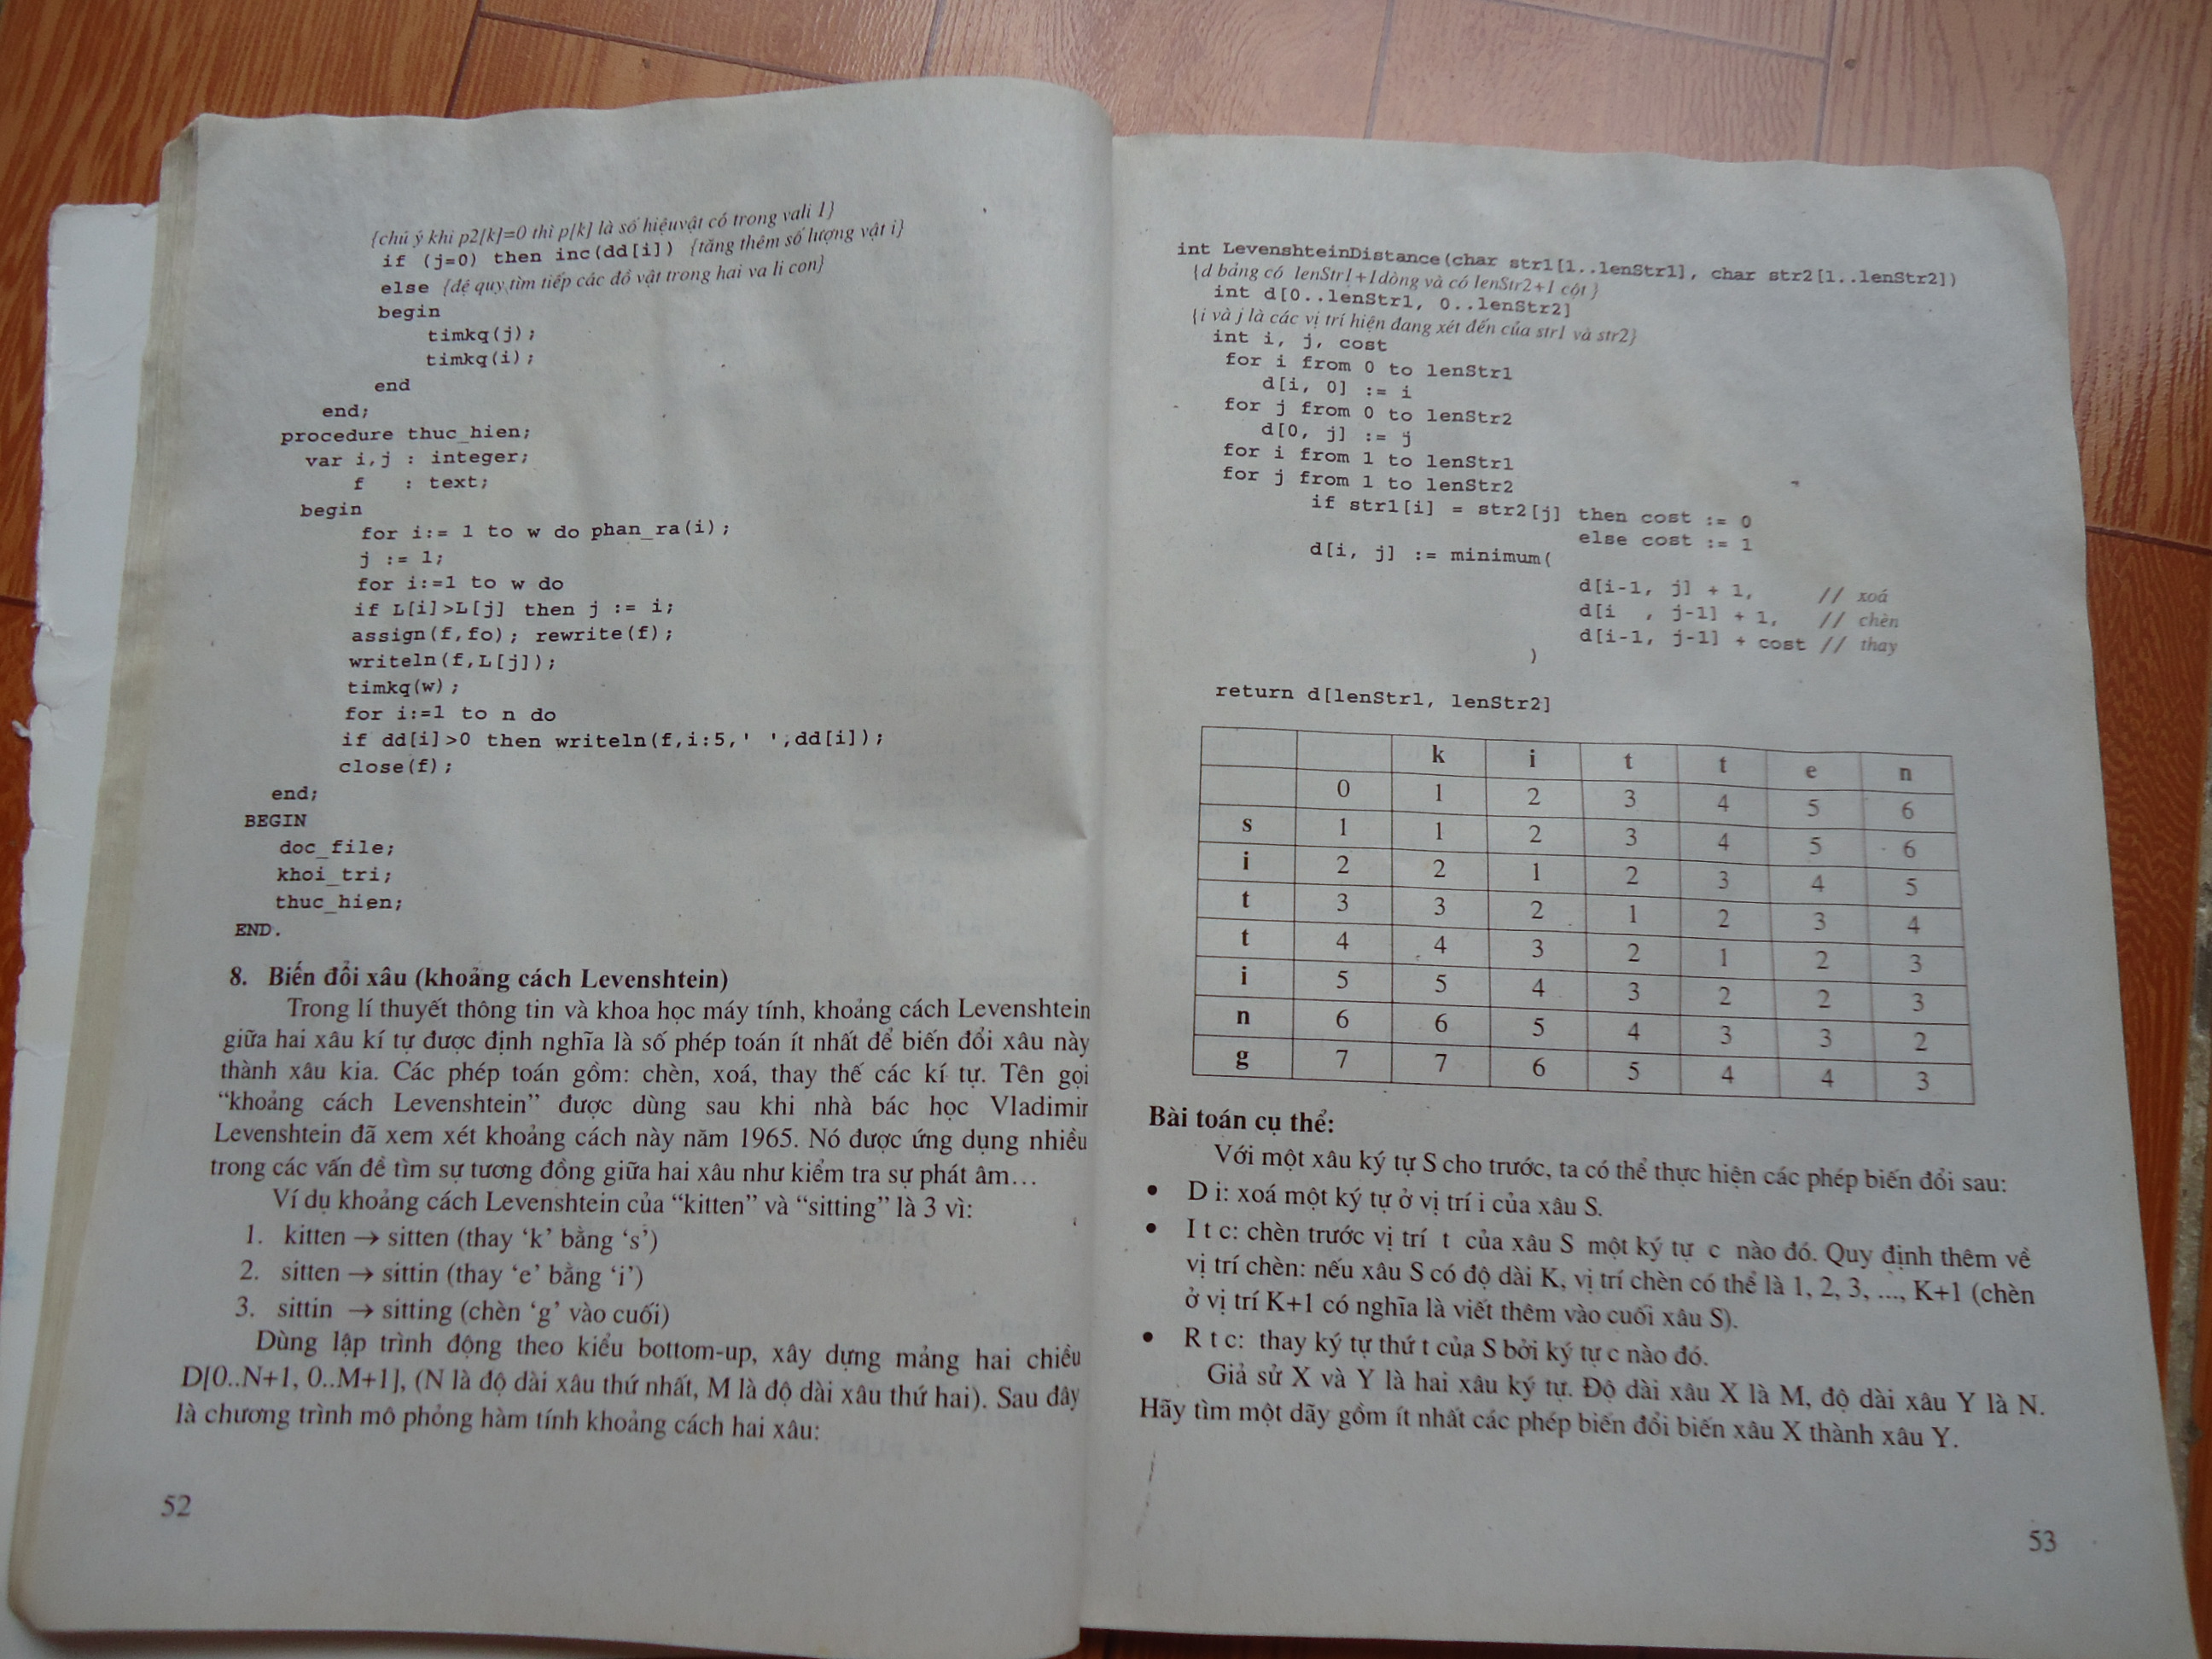 {chú ý khi p2[k]=0 thì p[k] là số hiệuvật có trong vali 1}
if (j=0) then inc(dd[i]) {tăng thêm số lượng vật i}
else {đệ quy tìm tiếp các đồ vật trong hai va li con}
begin
timkq(j);
timkq(i);
end
end;
procedure thuc_hien;
var i,j : integer;
f : text;
begin
for i:= 1 to w do phan_ra(i);
j := 1;
for i:=1 to w do
if L[i]>L[j] then j := i;
assign(f,fo); rewrite(f);
writeln(f,L[j]);
timkq(w);
for i:=1 to n do
if dd[i]>0 then writeln(f,i:5,' ',dd[i]);
close(f);
end;
BEGIN
doc_file;
khoi_tri;
thuc_hien;
END.
8. Biến đổi xâu (khoảng cách Levenshtein)
Trong lí thuyết thông tin và khoa học máy tính, khoảng cách Levenshtein
giữa hai xâu kí tự được định nghĩa là số phép toán ít nhất để biến đổi xâu này
thành xâu kia. Các phép toán gồm: chèn, xoá, thay thế các kí tự. Tên gọi
“khoảng cách Levenshtein” được dùng sau khi nhà bác học Vladimir
Levenshtein đã xem xét khoảng cách này năm 1965. Nó được ứng dụng nhiều
trong các vấn đề tìm sự tương đồng giữa hai xâu như kiểm tra sự phát âm…
Ví dụ khoảng cách Levenshtein của “kitten” và “sitting” là 3 vì:
1. kitten → sitten (thay ‘k’ bằng ‘s’)
2. sitten → sittin (thay ‘e’ bằng ‘i’)
3. sittin → sitting (chèn ‘g’ vào cuối)
Dùng lập trình động theo kiểu bottom-up, xây dựng mảng hai chiều
D[0..N+1, 0..M+1], (N là độ dài xâu thứ nhất, M là độ dài xâu thứ hai). Sau đây
là chương trình mô phỏng hàm tính khoảng cách hai xâu:
52
int LevenshteinDistance(char str1[1..lenStr1], char str2[1..lenStr2])
{d bảng có lenStr1+1dòng và có lenStr2+1 cột }
int d[0..lenStr1, 0..lenStr2]
{i và j là các vị trí hiện đang xét đến của str1 và str2}
int i, j, cost
for i from 0 to lenStr1
d[i, 0] := i
for j from 0 to lenStr2
d[0, j] := j
for i from 1 to lenStr1
for j from 1 to lenStr2
if str1[i] = str2[j] then cost := 0
else cost := 1
d[i, j] := minimum(
d[i-1, j] + 1, // xoá
d[i , j-1] + 1, // chèn
d[i-1, j-1] + cost // thay
)
return d[lenStr1, lenStr2]
k i t t e n
0 1 2 3 4 5 6
s 1 1 2 3 4 5 6
i 2 2 1 2 3 4 5
t 3 3 2 1 2 3 4
t 4 4 3 2 1 2 3
i 5 5 4 3 2 2 3
n 6 6 5 4 3 3 2
g 7 7 6 5 4 4 3
Bài toán cụ thể:
Với một xâu ký tự S cho trước, ta có thể thực hiện các phép biến đổi sau:
• D i: xoá một ký tự ở vị trí i của xâu S.
• I t c: chèn trước vị trí t của xâu S một ký tự c nào đó. Quy định thêm về
vị trí chèn: nếu xâu S có độ dài K, vị trí chèn có thể là 1, 2, 3, ..., K+1 (chèn
ở vị trí K+1 có nghĩa là viết thêm vào cuối xâu S).
• R t c: thay ký tự thứ t của S bởi ký tự c nào đó.
Giả sử X và Y là hai xâu ký tự. Độ dài xâu X là M, độ dài xâu Y là N.
Hãy tìm một dãy gồm ít nhất các phép biến đổi biến xâu X thành xâu Y.
53